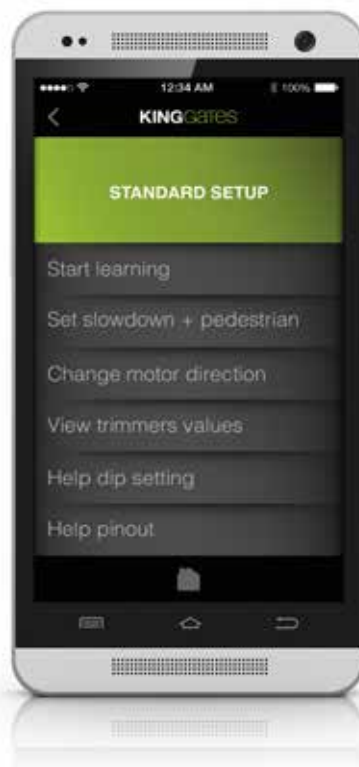 12:34 AM
100%
KINGGATES
STANDARD SETUP
Start learning
Set slowdown + pedestrian
Change motor direction
View trimmers values
Help dip setting
Help pinout